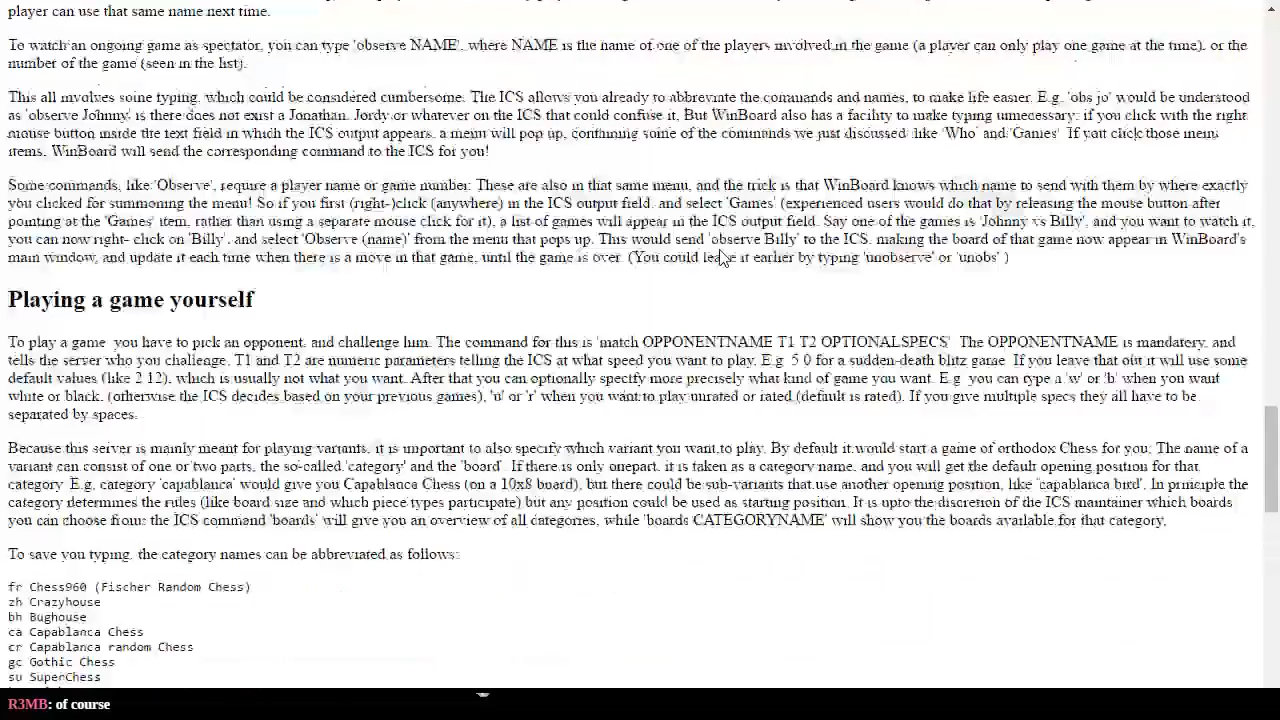 player can use that same name next time.
To watch an ongoing game as spectator, you can type 'observe NAME', where NAME is the name of one of the players involved in the game (a player can only play one game at the time), or the
number of the game (seen in the list).
This all involves some typing, which could be considered cumbersome. The ICS allows you already to abbreviate the commands and names, to make life easier. E.g. 'obs jo' would be understood
as 'observe Johnny' is there does not exist a Jonathan, Jordy or whatever on the ICS that could confuse it. But WinBoard also has a facility to make typing unnecessary: if you click with the right
mouse button inside the text field in which the ICS output appears, a menu will pop up, continuing some of the commands we just discussed, like 'Who' and 'Games'. If you click those menu
items, WinBoard will send the corresponding command to the ICS for you!
Some commands, like 'Observe', require a player name or game number. These are also in that same menu, and the trick is that WinBoard knows which name to send with them by where exactly
you clicked for summoning the menu! So if you first (right-)click (anywhere) in the ICS output field, and select 'Games' (experienced users would do that by releasing the mouse button after
pointing at the 'Games' item, rather than using a separate mouse click for it), a list of games will appear in the ICS output field. Say one of the games is 'Johnny vs Billy', and you want to watch it,
you can now right- click on 'Billy', and select 'Observe (name)' from the menu that pops up. This would send 'observe Billy' to the ICS, making the board of that game now appear in WinBoard's
main window, and update it each time when there is a move in that game, until the game is over. (You could leave it earlier by typing 'unobserve' or 'unobs'.)
Playing a game yourself
To play a game you have to pick an opponent, and challenge him. The command for this is 'match OPPONENTNAME T1 T2 OPTIONALSPECS'. The OPPONENTNAME is mandatory, and
tells the server who you challenge. T1 and T2 are numeric parameters telling the ICS at what speed you want to play. E.g. 5 0 for a sudden-death blitz game. If you leave that out it will use some
default values (like 2 12), which is usually not what you want. After that you can optionally specify more precisely what kind of game you want. E.g. you can type a 'w' or 'b' when you want
white or black, (otherwise the ICS decides based on your previous games), 'u' or 'r' when you want to play unrated or rated (default is rated). If you give multiple specs they all have to be
separated by spaces.
Because this server is mainly meant for playing variants, it is important to also specify which variant you want to play. By default it would start a game of orthodox Chess for you. The name of a
variant can consist of one or two parts, the so-called 'category' and the 'board'. If there is only onepart, it is taken as a category name, and you will get the default opening position for that
category. E.g. category 'capablanca' would give you Capablanca Chess (on a 10x8 board), but there could be sub-variants that use another opening position, like 'capablanca bird'. In principle the
category determines the rules (like board size and which piece types participate) but any position could be used as starting position. It is upto the discretion of the ICS maintainer which boards
you can choose from: the ICS command 'boards' will give you an overview of all categories, while 'boards CATEGORYNAME' will show you the boards available for that category.
To save you typing, the category names can be abbreviated as follows:
fr Chess960 (Fischer Random Chess)
zh Crazyhouse
bh Bughouse
ca Capablanca Chess
cr Capablanca random Chess
gc Gothic Chess
su SuperChess
R3MB: of course